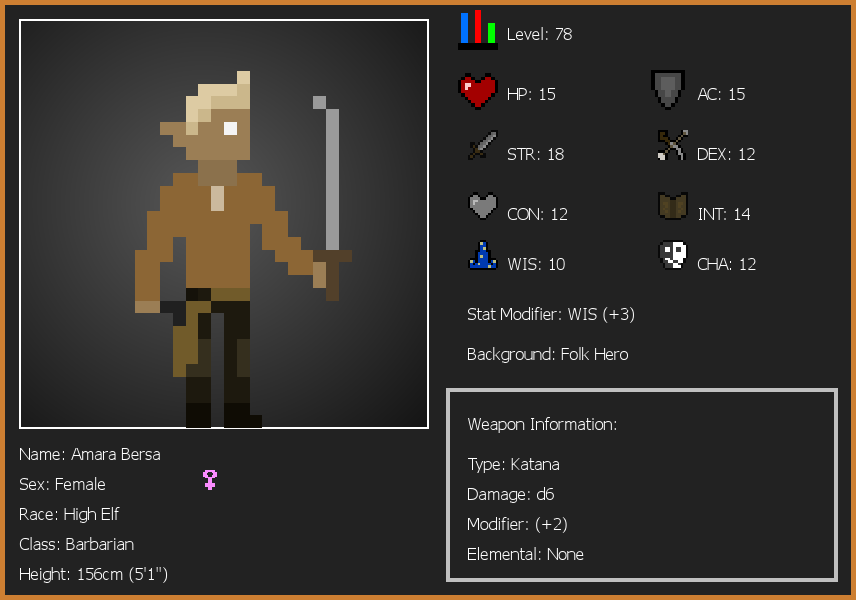 Level: 78
HP: 15
AC: 15
STR: 18
DEX: 12
CON: 12
INT: 14
WIS: 10
CHA: 12
Stat Modifier: WIS (+3)
Background: Folk Hero
Weapon Information:
Type: Katana
Damage: d6
Modifier: (+2)
Elemental: None
Name: Amara Bersa
Sex: Female
Race: High Elf
Class: Barbarian
Height: 156cm (5'1")